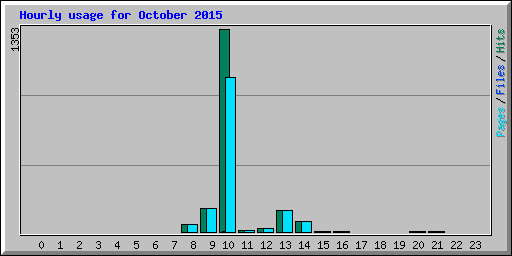 Hourly usage for October 2015
1353
Pages/Files/Hits
0 1 2 3 4 5 6 7 8 9 10 11 12 13 14 15 16 17 18 19 20 21 22 23